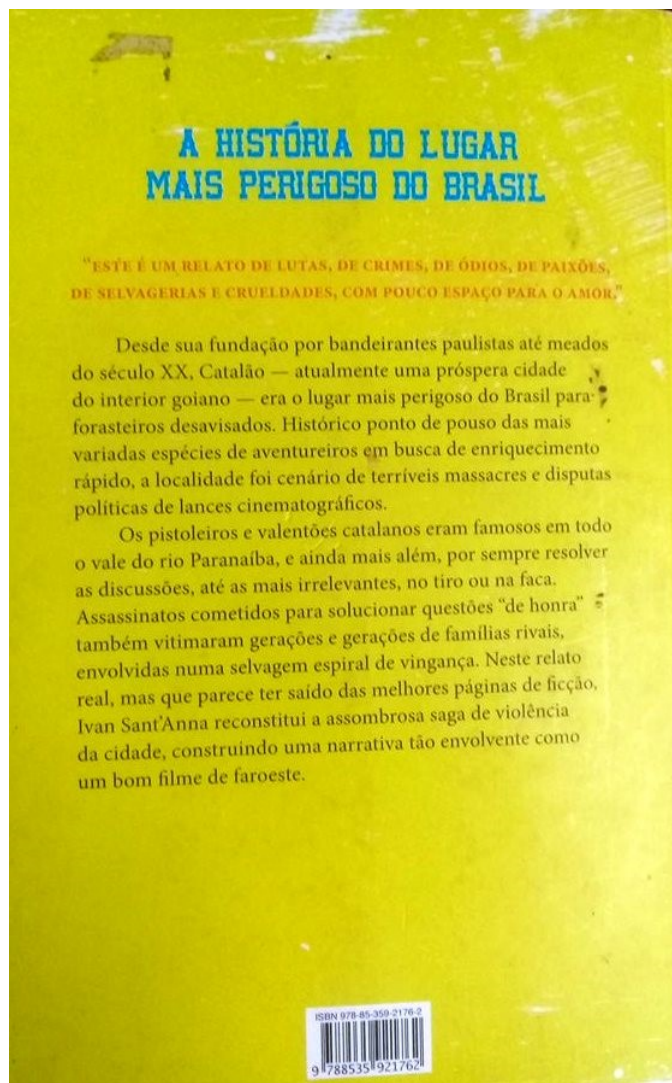 A HISTÓRIA DO LUGAR
MAIS PERIGOSO DO BRASIL
"ESTE É UM RELATO DE LUTAS, DE CRIMES, DE ÓDIOS, DE PAIXÕES,
DE SELVAGERIAS E CRUELDADES, COM POUCO ESPAÇO PARA O AMOR."
Desde sua fundação por bandeirantes paulistas até meados
do século XX, Catalão — atualmente uma próspera cidade
do interior goiano — era o lugar mais perigoso do Brasil para
forasteiros desavisados. Histórico ponto de pouso das mais
variadas espécies de aventureiros em busca de enriquecimento
rápido, a localidade foi cenário de terríveis massacres e disputas
políticas de lances cinematográficos.
Os pistoleiros e valentões catalanos eram famosos em todo
o vale do rio Paranaíba, e ainda mais além, por sempre resolver
as discussões, até as mais irrelevantes, no tiro ou na faca.
Assassinatos cometidos para solucionar questões "de honra"
também vitimaram gerações e gerações de famílias rivais,
envolvidas numa selvagem espiral de vingança. Neste relato
real, mas que parece ter saído das melhores páginas de ficção,
Ivan Sant'Anna reconstitui a assombrosa saga de violência
da cidade, construindo uma narrativa tão envolvente como
um bom filme de faroeste.
ISBN 978-85-359-2176-2
9 788535 921762